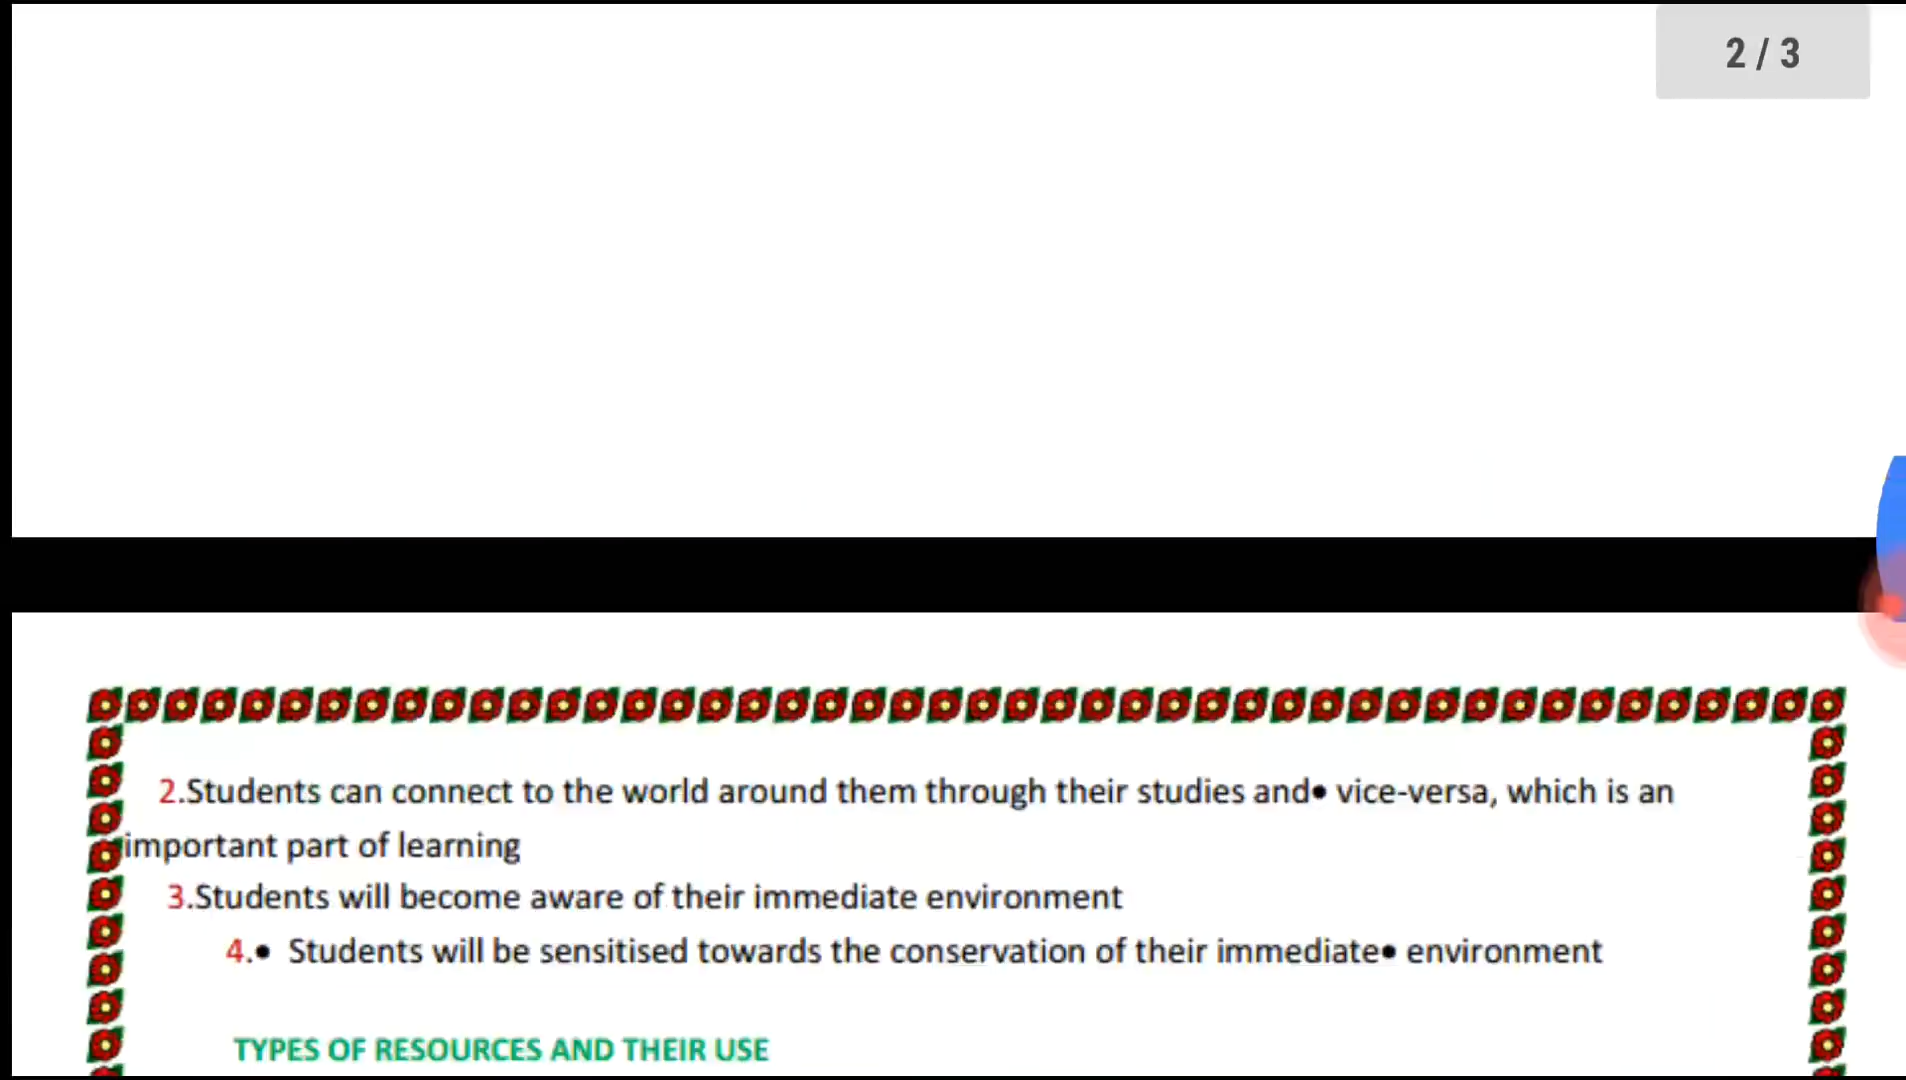 2 / 3
2.Students can connect to the world around them through their studies and• vice-versa, which is an
important part of learning
3.Students will become aware of their immediate environment
4.• Students will be sensitised towards the conservation of their immediate• environment
TYPES OF RESOURCES AND THEIR USE